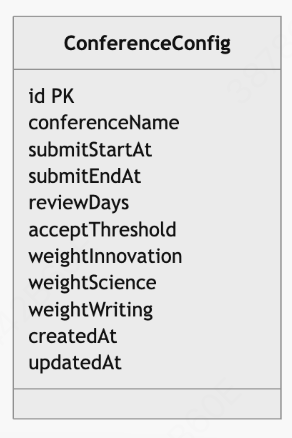 ConferenceConfig
id PK
conferenceName
submitStartAt
submitEndAt
reviewDays
acceptThreshold
weightInnovation
weightScience
weightWriting
createdAt
updatedAt